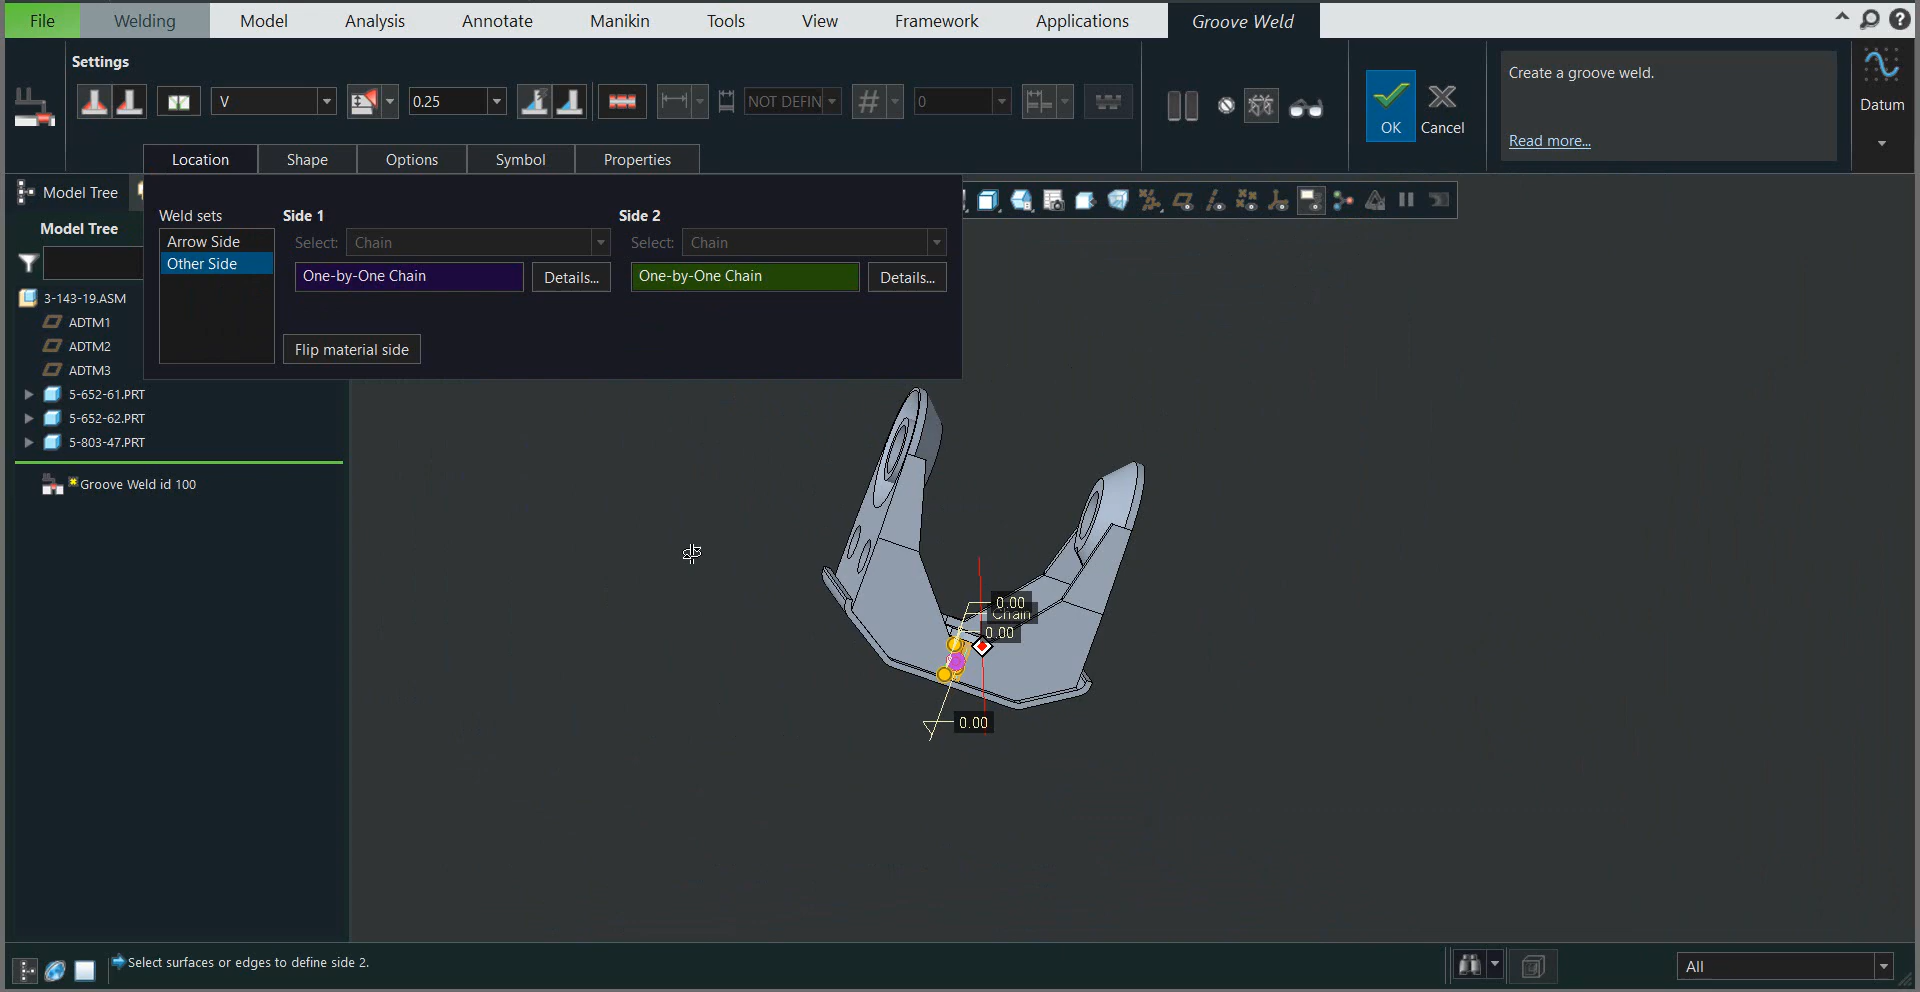 File Welding Model Analysis Annotate Manikin Tools View Framework Applications Groove Weld
Settings
V 0.25 NOT DEFIN # 0
OK Cancel
Create a groove weld.
Read more...
Datum
Location Shape Options Symbol Properties
Model Tree
Model Tree
Weld sets Side 1 Side 2
Arrow Side
Other Side
Select: Chain Select: Chain
One-by-One Chain Details... One-by-One Chain Details...
Flip material side
3-143-19.ASM
ADTM1
ADTM2
ADTM3
5-652-61.PRT
5-652-62.PRT
5-803-47.PRT
Groove Weld id 100
0.00
Chain
0.00
0.00
Select surfaces or edges to define side 2.
All